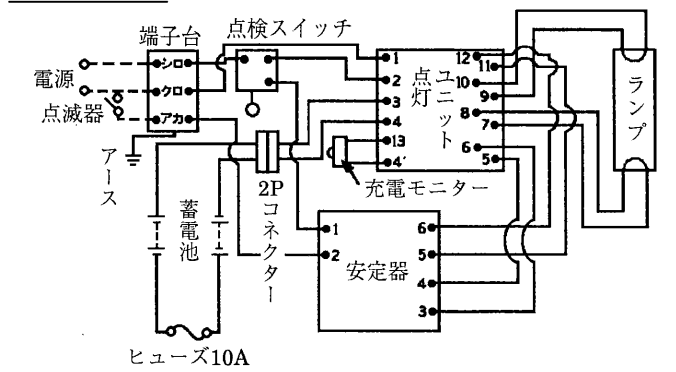 点検スイッチ
端子台
電源
シロ
クロ
アカ
点滅器
アース
2Pコネクター
蓄電池
ヒューズ10A
点灯ユニット
1
2
3
4
13
4′
12
11
10
9
8
7
6
5
充電モニター
ランプ
安定器
1
2
6
5
4
3